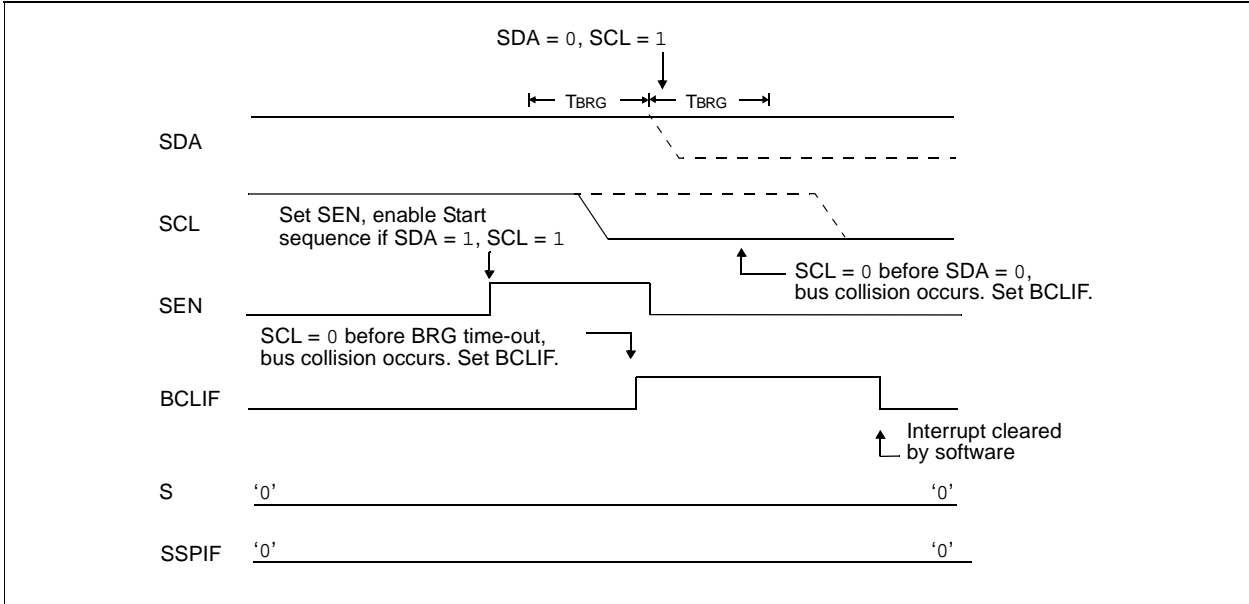 SDA = 0, SCL = 1
TBRG TBRG
SDA
SCL
Set SEN, enable Start
sequence if SDA = 1, SCL = 1
SCL = 0 before SDA = 0,
bus collision occurs. Set BCLIF.
SEN
SCL = 0 before BRG time-out,
bus collision occurs. Set BCLIF.
BCLIF
Interrupt cleared
by software
S ‘0’ ‘0’
SSPIF ‘0’ ‘0’